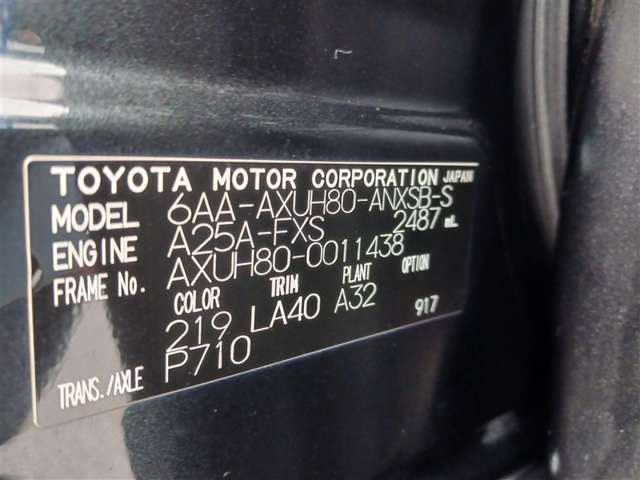 TOYOTA MOTOR CORPORATION JAPAN
MODEL 6AA-AXUH80-ANXSB-S
ENGINE A25A-FXS 2487 mL
FRAME No. AXUH80-0011438
COLOR TRIM PLANT OPTION
219 LA40 A32 917
TRANS./AXLE P710